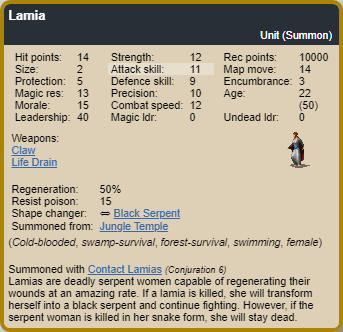 Lamia
Unit (Summon)
Hit points: 14 Strength: 12 Rec points: 10000
Size: 2 Attack skill: 11 Map move: 14
Protection: 5 Defence skill: 9 Encumbrance: 3
Magic res: 13 Precision: 10 Age: 22
Morale: 15 Combat speed: 12 (50)
Leadership: 40 Magic ldr: 0 Undead ldr: 0
Weapons:
Claw
Life Drain
Regeneration: 50%
Resist poison: 15
Shape changer: ⇔ Black Serpent
Summoned from: Jungle Temple
(Cold-blooded, swamp-survival, forest-survival, swimming, female)
Summoned with Contact Lamias (Conjuration 6)
Lamias are deadly serpent women capable of regenerating their
wounds at an amazing rate. If a lamia is killed, she will transform
herself into a black serpent and continue fighting. However, if the
serpent woman is killed in her snake form, she will stay dead.